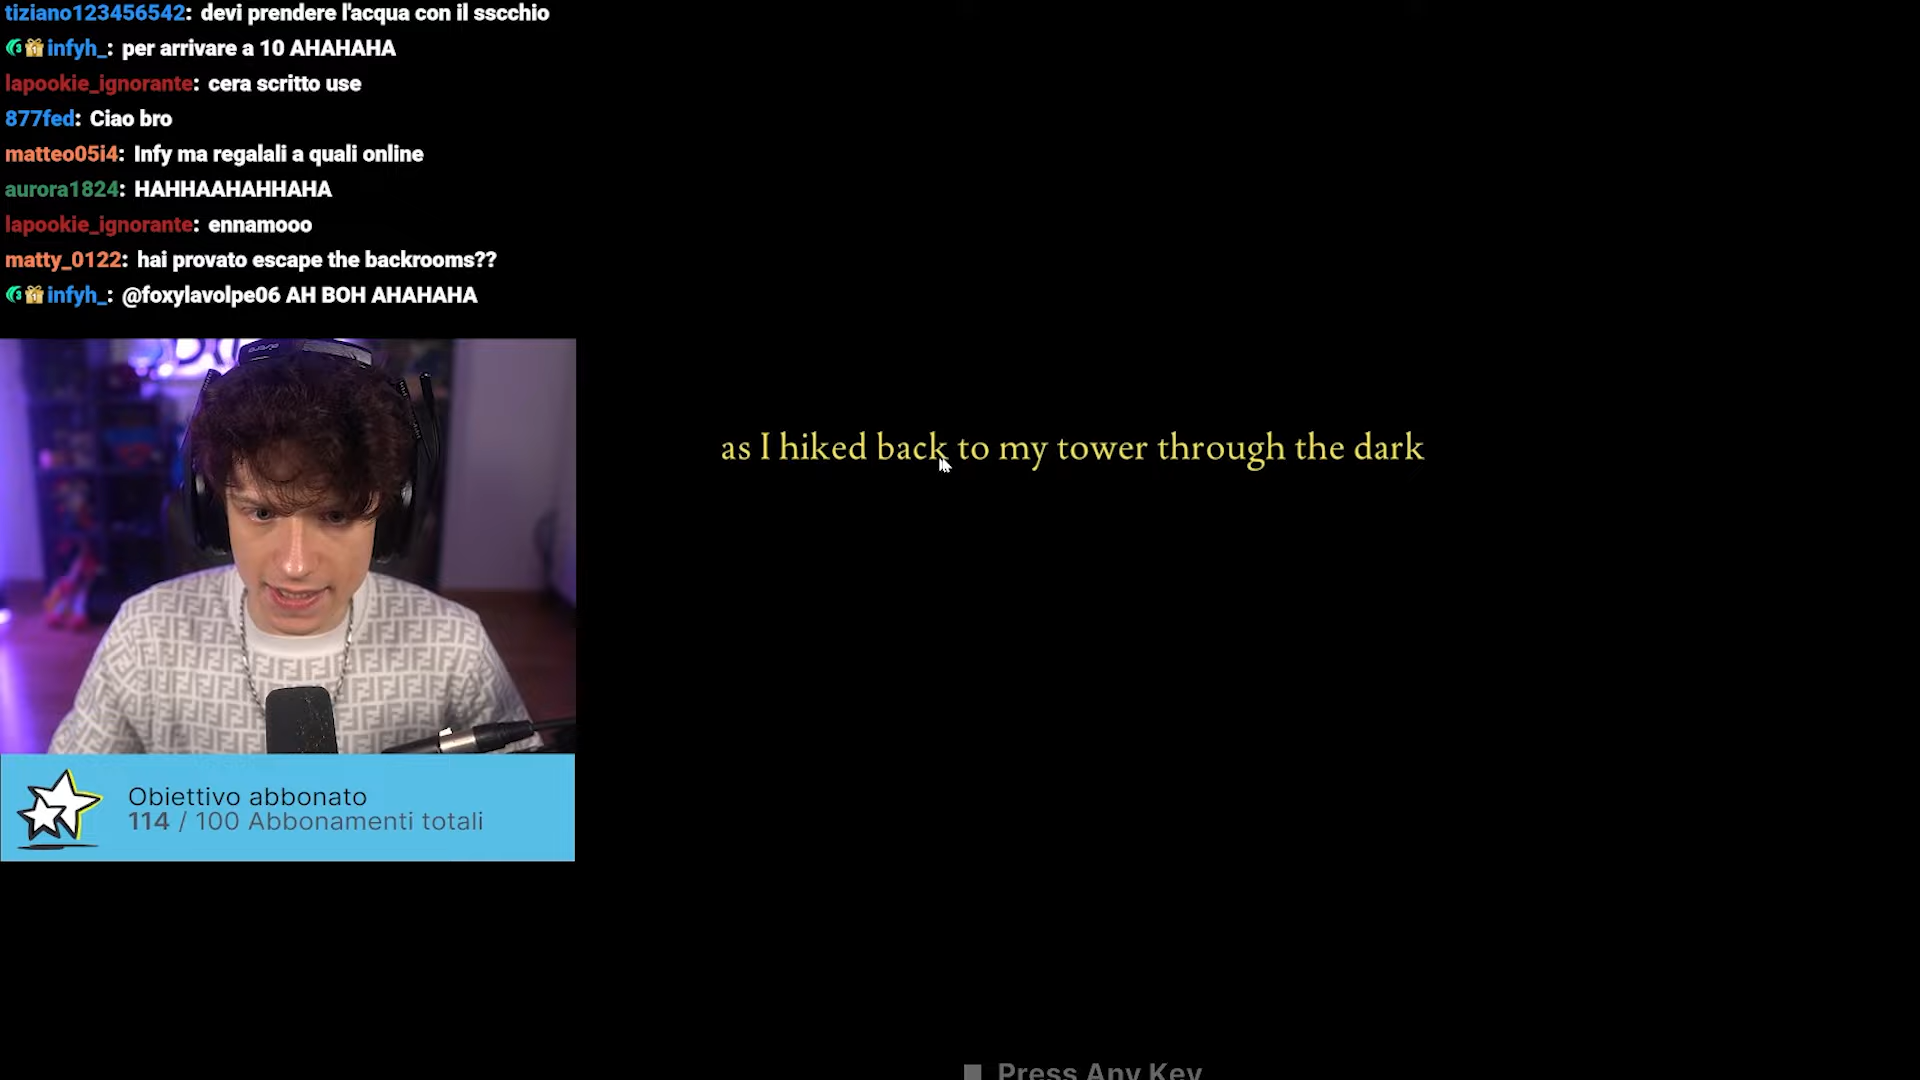 tiziano123456542: devi prendere l'acqua con il sscchio
infyh_: per arrivare a 10 AHAHAHA
lapookie_ignorante: cera scritto use
877fed: Ciao bro
matteo05i4: Infy ma regalali a quali online
aurora1824: HAHHAAHAHHAHA
lapookie_ignorante: ennamooo
matty_0122: hai provato escape the backrooms??
infyh_: @foxylavolpe06 AH BOH AHAHAHA
as I hiked back to my tower through the dark
Obiettivo abbonato
114 / 100 Abbonamenti totali
Press Any Key